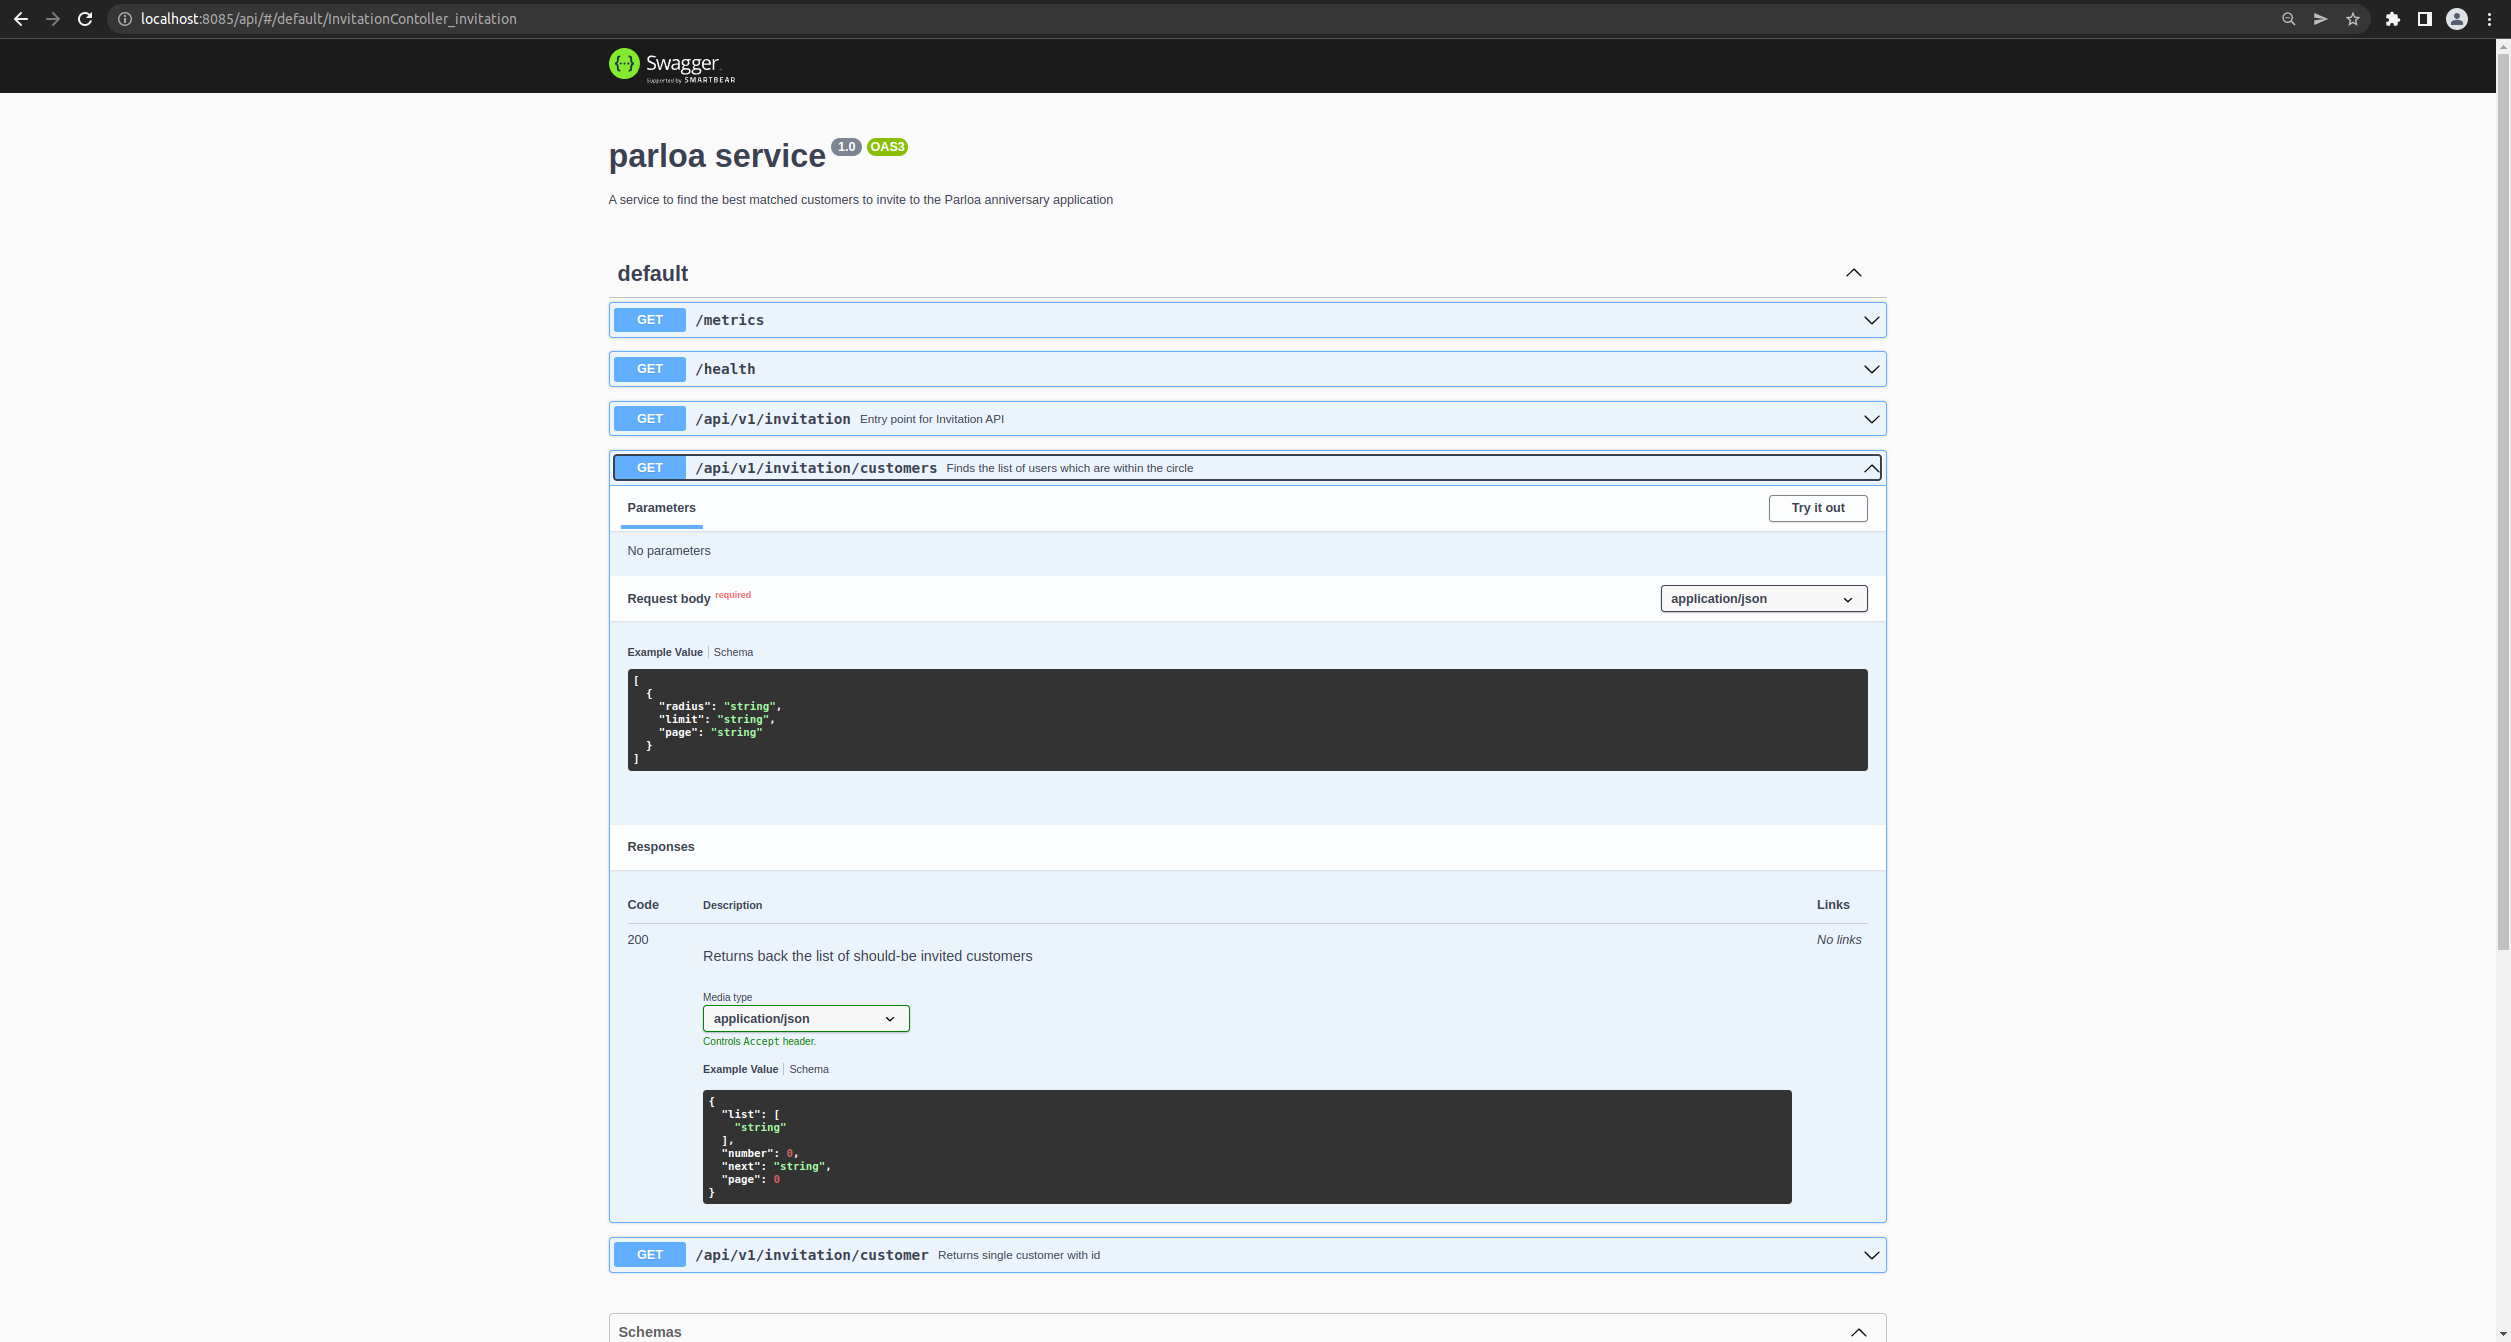 localhost:8085/api/#/default/InvitationContoller_invitation
Swagger
Supported by SMARTBEAR
parloa service 1.0 OAS3
A service to find the best matched customers to invite to the Parloa anniversary application
default
GET /metrics
GET /health
GET /api/v1/invitation Entry point for Invitation API
GET /api/v1/invitation/customers Finds the list of users which are within the circle
Parameters Try it out
No parameters
Request body required application/json
Example Value Schema
[
{
"radius": "string",
"limit": "string",
"page": "string"
}
]
Responses
Code Description Links
200 No links
Returns back the list of should-be invited customers
Media type
application/json
Controls Accept header.
Example Value Schema
{
"list": [
"string"
],
"number": 0,
"next": "string",
"page": 0
}
GET /api/v1/invitation/customer Returns single customer with id
Schemas